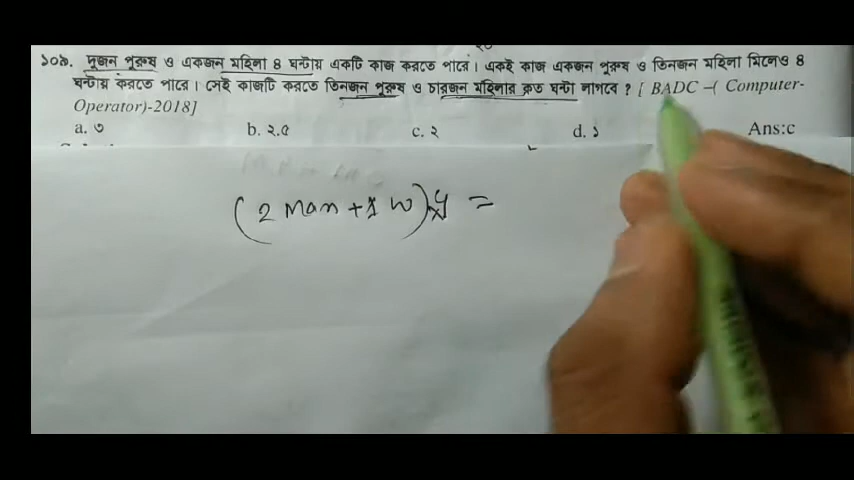 ১০৯. দুজন পুরুষ ও একজন মহিলা ৪ ঘন্টায় একটি কাজ করতে পারে। একই কাজ একজন পুরুষ ও তিনজন মহিলা মিলেও ৪
ঘন্টায় করতে পারে। সেই কাজটি করতে তিনজন পুরুষ ও চারজন মহিলার কত ঘন্টা লাগবে ? [ BADC –( Computer-
Operator)-2018]
a. ৩ b. ২.৫ c. ২ d. ১ Ans:c
(2 Man + 1 W) =